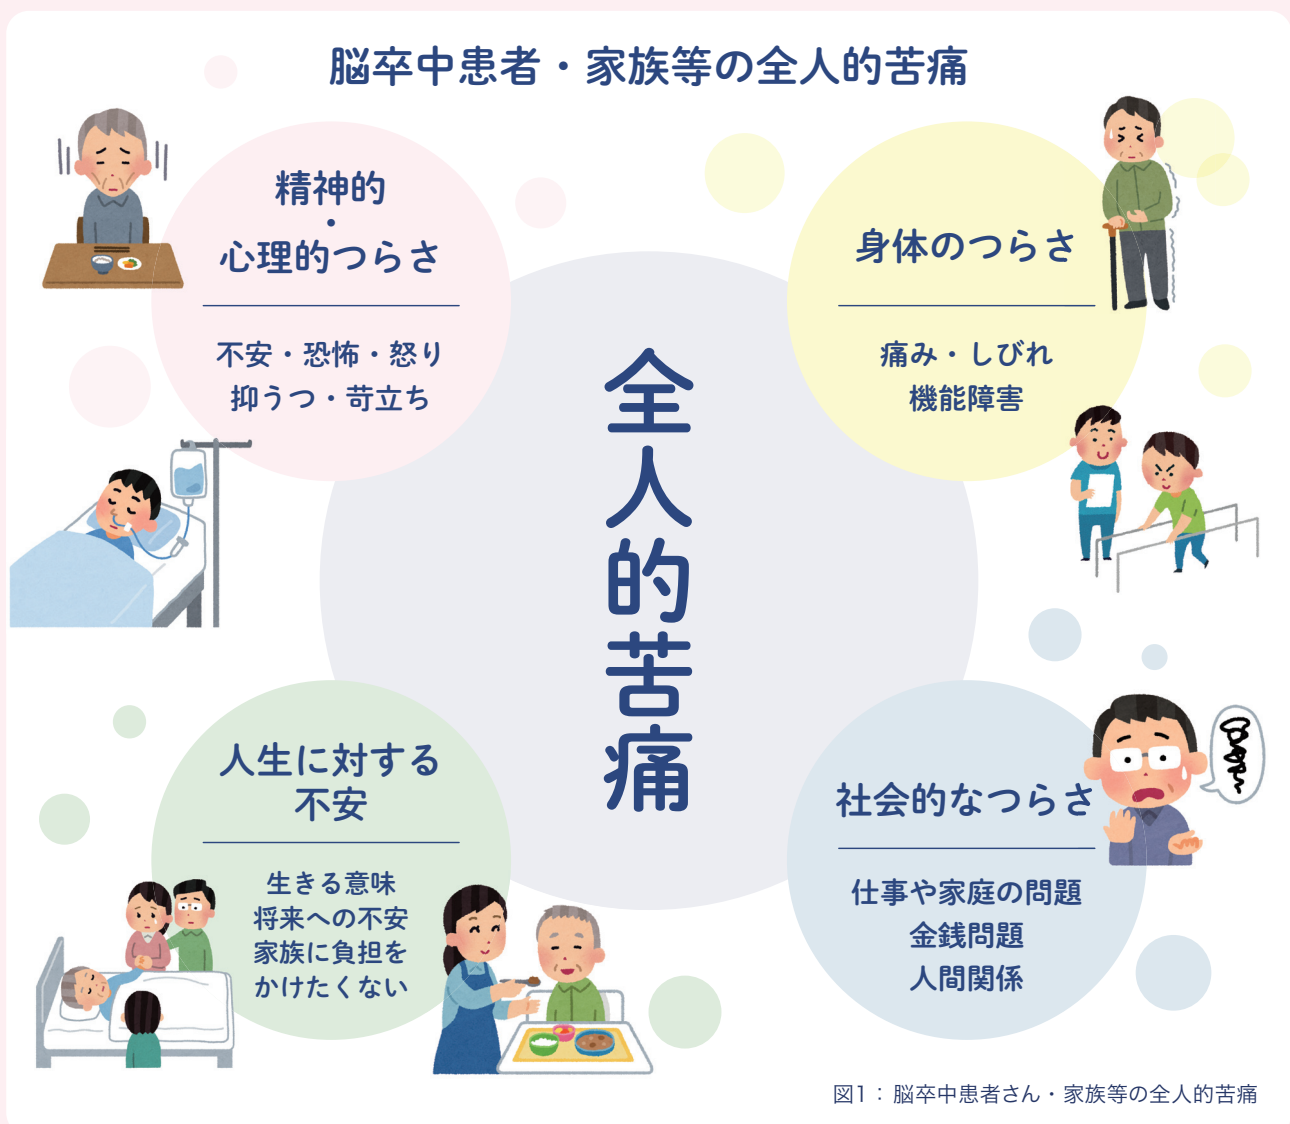 脳卒中患者・家族等の全人的苦痛
精神的
・
心理的つらさ
不安・恐怖・怒り
抑うつ・苛立ち
身体のつらさ
痛み・しびれ
機能障害
全人的苦痛
人生に対する
不安
生きる意味
将来への不安
家族に負担を
かけたくない
社会的なつらさ
仕事や家庭の問題
金銭問題
人間関係
図1：脳卒中患者さん・家族等の全人的苦痛